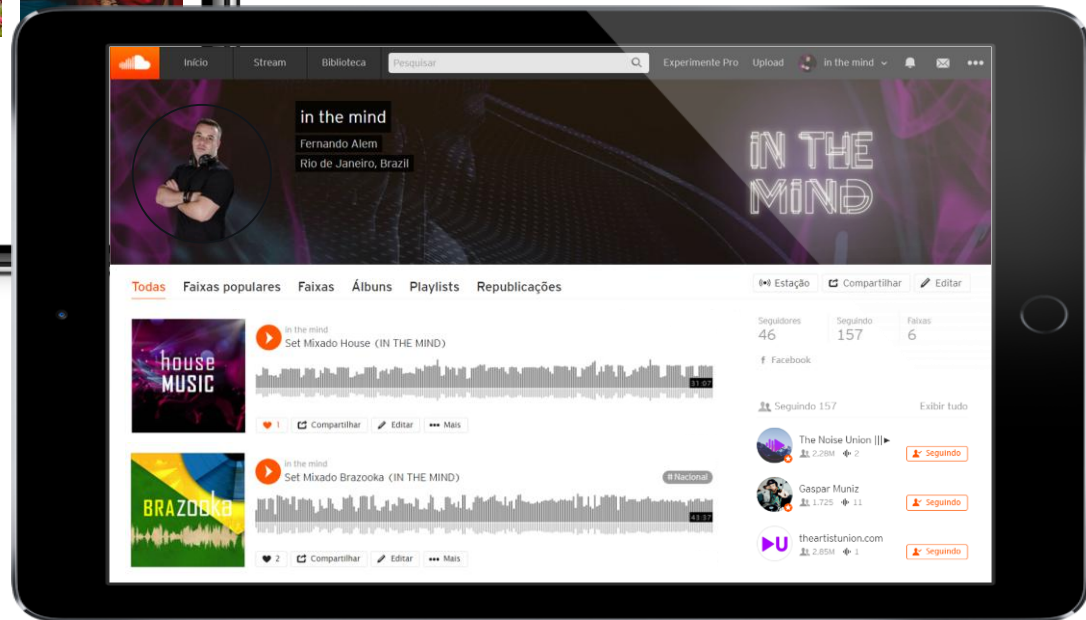 Início Stream Biblioteca Pesquisar Experimente Pro Upload in the mind
in the mind
Fernando Alem
Rio de Janeiro, Brazil
IN THE
MIND
Todas Faixas populares Faixas Álbuns Playlists Republicações
Estação Compartilhar Editar
Seguidores Seguindo Faixas
46 157 6
Facebook
house
MUSIC
in the mind
Set Mixado House (IN THE MIND)
31:07
1 Compartilhar Editar Mais
BRAZOOKA
in the mind
Set Mixado Brazooka (IN THE MIND)
#Nacional
43:37
2 Compartilhar Editar Mais
Seguindo 157 Exibir tudo
The Noise Union |||►
2.28M 2
Seguindo
Gaspar Muniz
1.725 11
Seguindo
U
theartistunion.com
2.85M 1
Seguindo